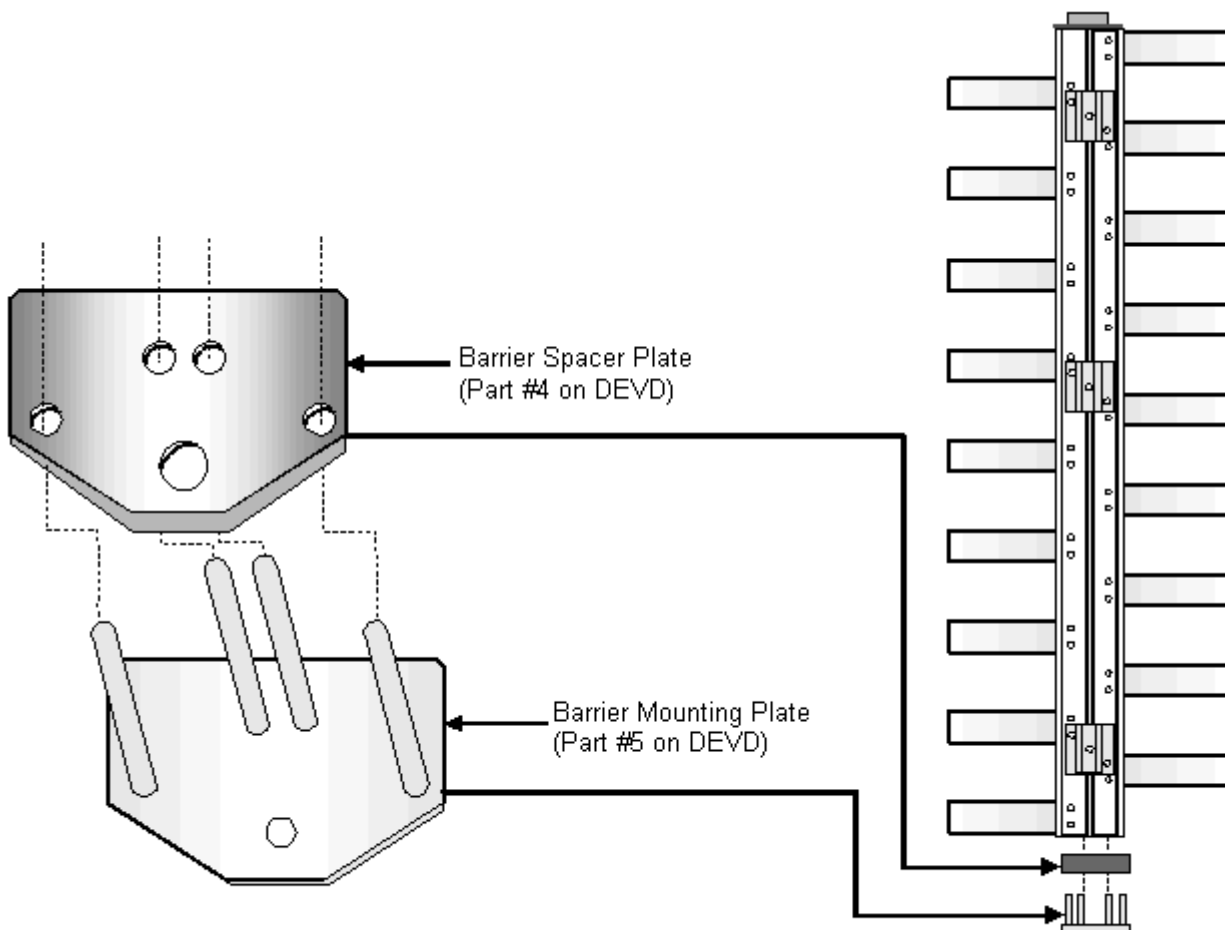 Barrier Spacer Plate
(Part #4 on DEVD)
Barrier Mounting Plate
(Part #5 on DEVD)